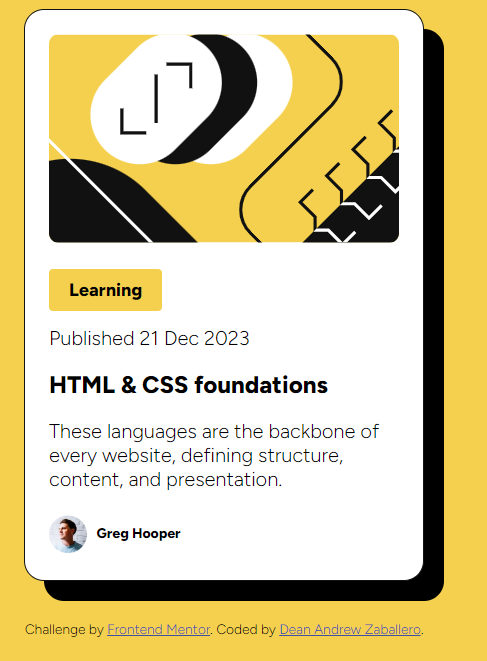 Learning
Published 21 Dec 2023
HTML & CSS foundations
These languages are the backbone of
every website, defining structure,
content, and presentation.
Greg Hooper
Challenge by Frontend Mentor. Coded by Dean Andrew Zaballero.